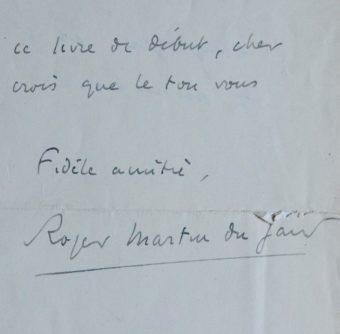 ce livre de début, cher
crois que le ton vous
Fidèle amitié,
Roger Martin du Gard